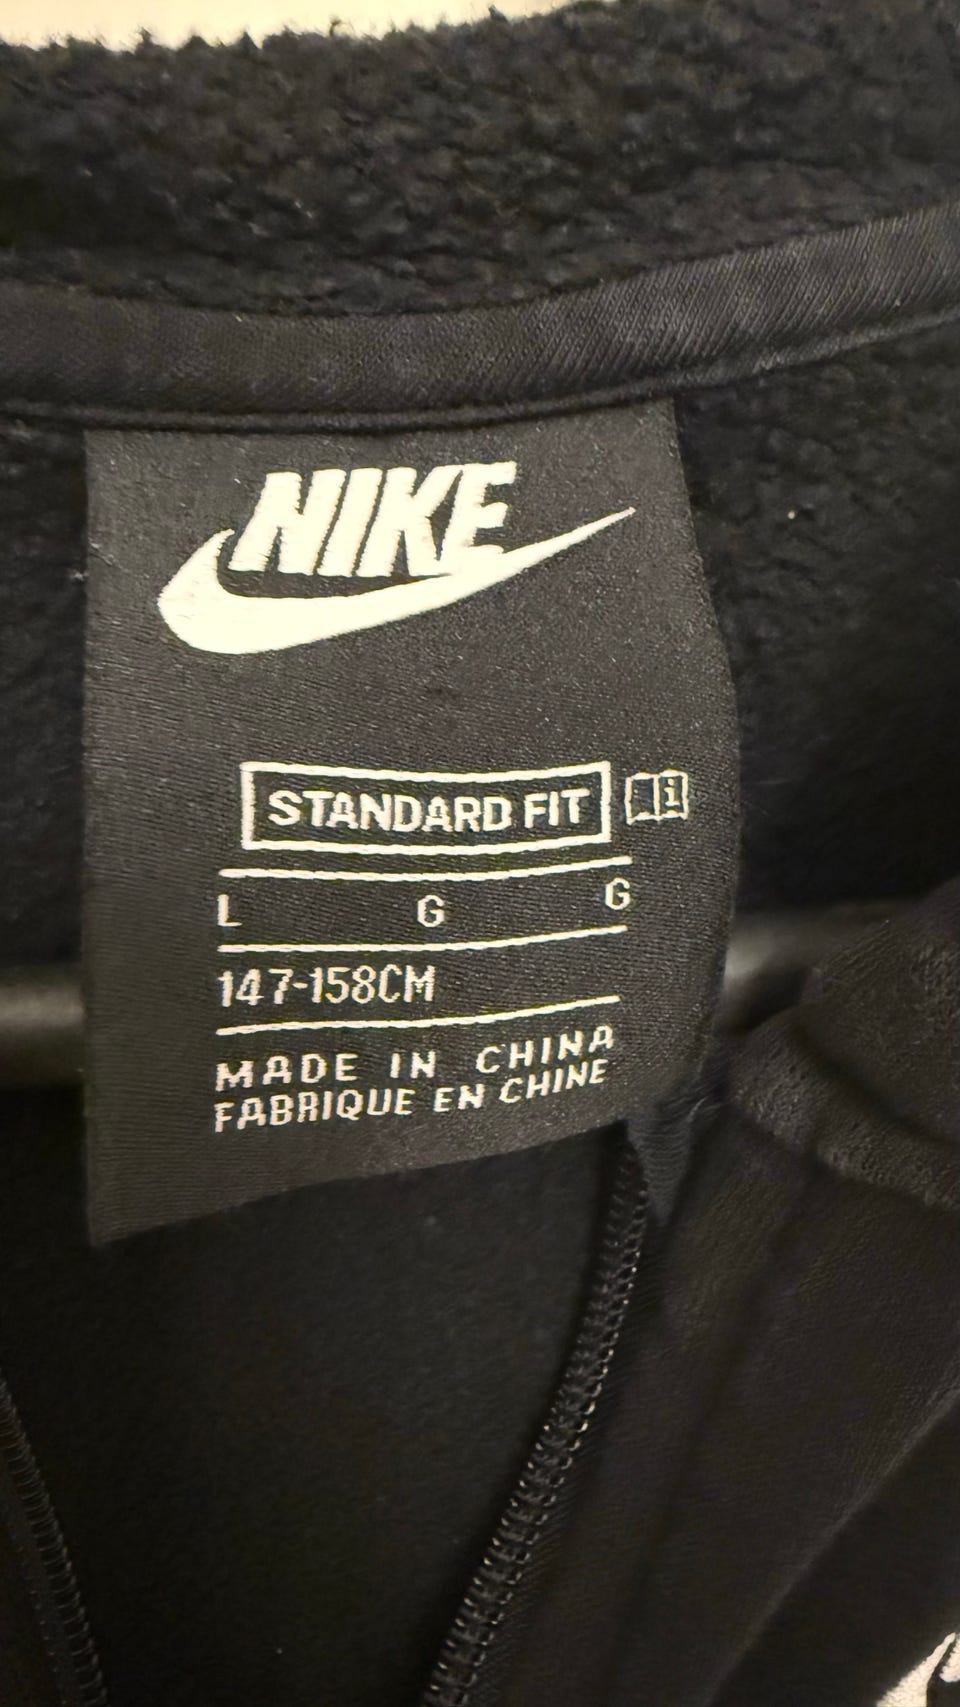 NIKE
STANDARD FIT i
L G G
147-158CM
MADE IN CHINA
FABRIQUE EN CHINE